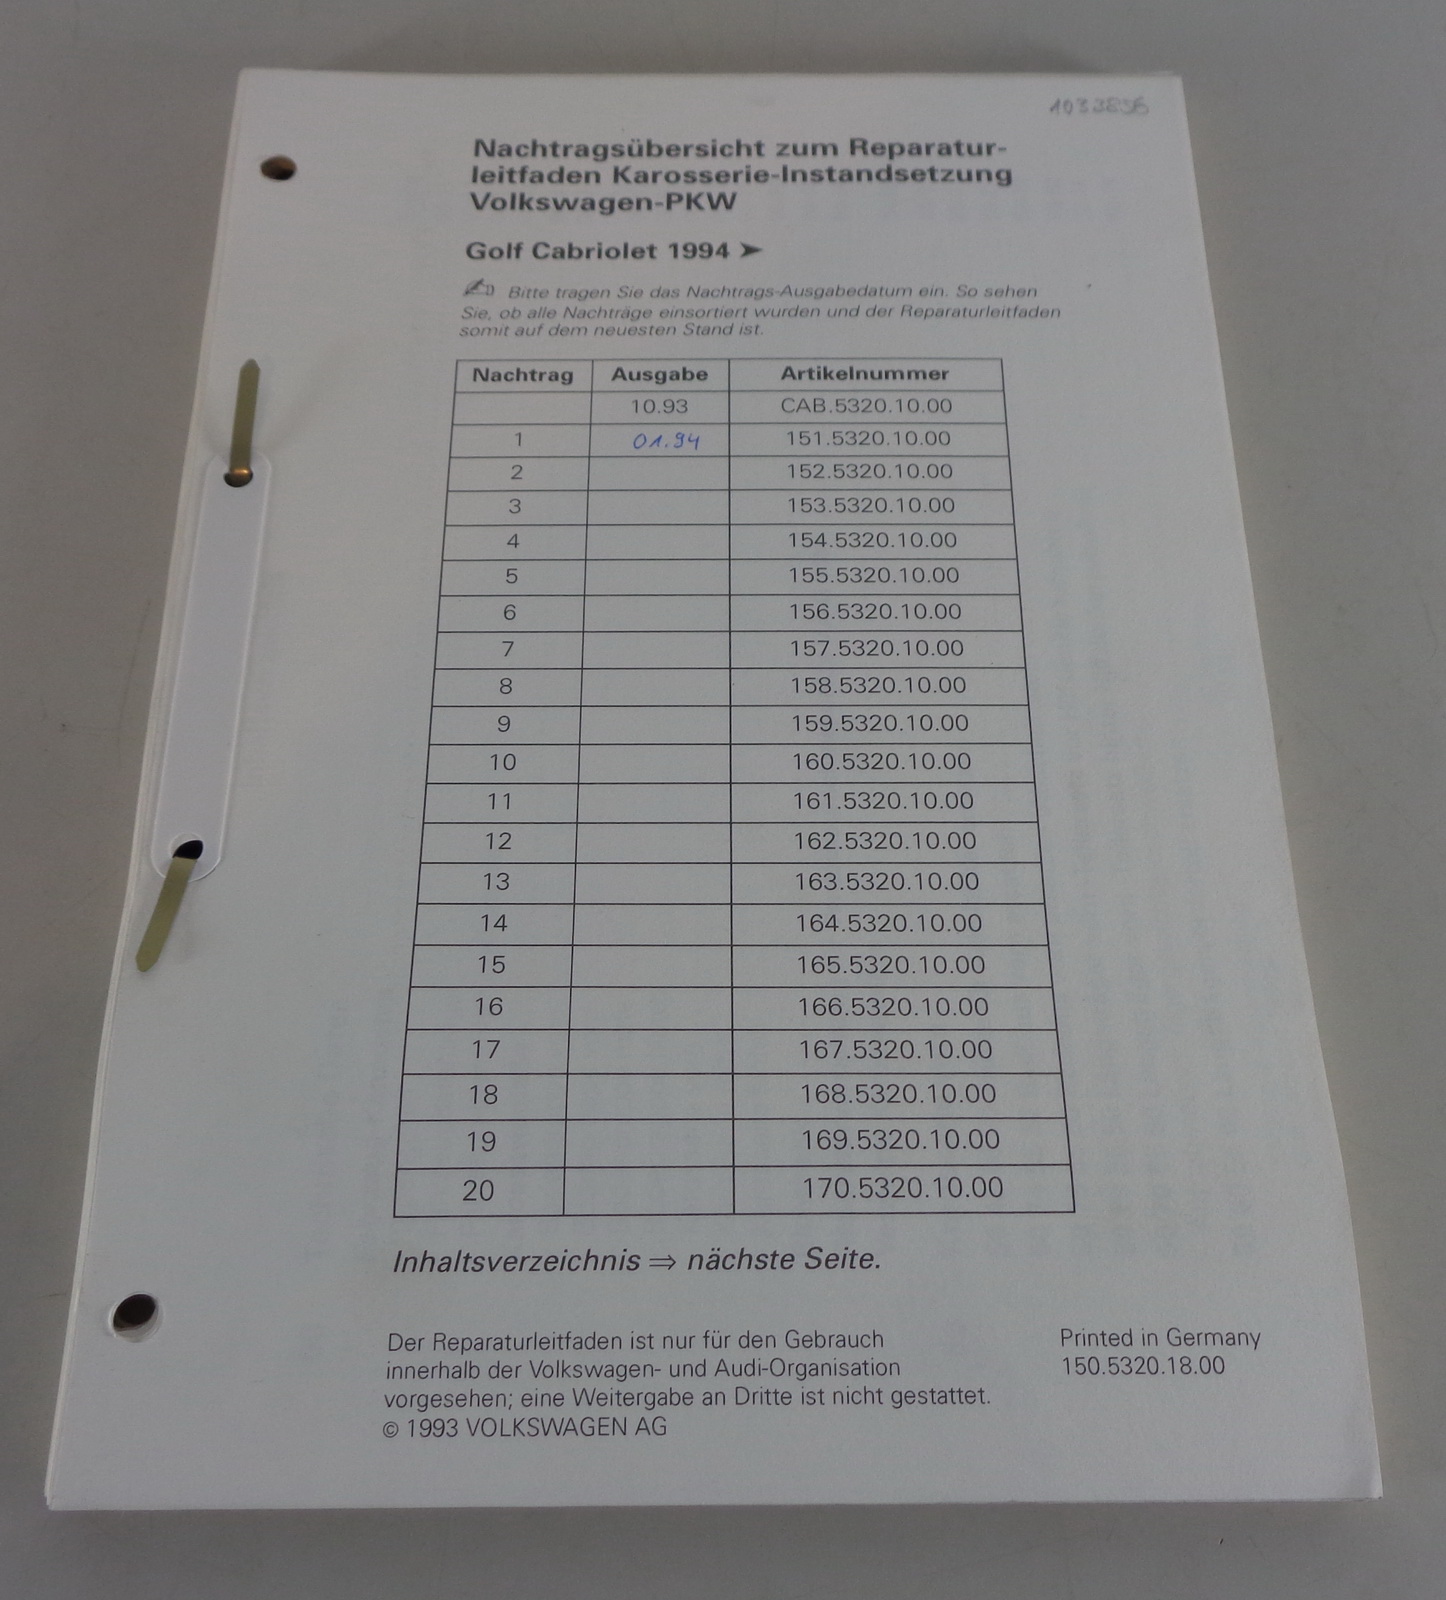 1033856
Nachtragsübersicht zum Reparatur-
leitfaden Karosserie-Instandsetzung
Volkswagen-PKW
Golf Cabriolet 1994 ➤
✍ Bitte tragen Sie das Nachtrags-Ausgabedatum ein. So sehen
Sie, ob alle Nachträge einsortiert wurden und der Reparaturleitfaden
somit auf dem neuesten Stand ist.
Nachtrag Ausgabe Artikelnummer
10.93 CAB.5320.10.00
1 01.94 151.5320.10.00
2 152.5320.10.00
3 153.5320.10.00
4 154.5320.10.00
5 155.5320.10.00
6 156.5320.10.00
7 157.5320.10.00
8 158.5320.10.00
9 159.5320.10.00
10 160.5320.10.00
11 161.5320.10.00
12 162.5320.10.00
13 163.5320.10.00
14 164.5320.10.00
15 165.5320.10.00
16 166.5320.10.00
17 167.5320.10.00
18 168.5320.10.00
19 169.5320.10.00
20 170.5320.10.00
Inhaltsverzeichnis ⇒ nächste Seite.
Der Reparaturleitfaden ist nur für den Gebrauch
innerhalb der Volkswagen- und Audi-Organisation
vorgesehen; eine Weitergabe an Dritte ist nicht gestattet.
© 1993 VOLKSWAGEN AG
Printed in Germany
150.5320.18.00